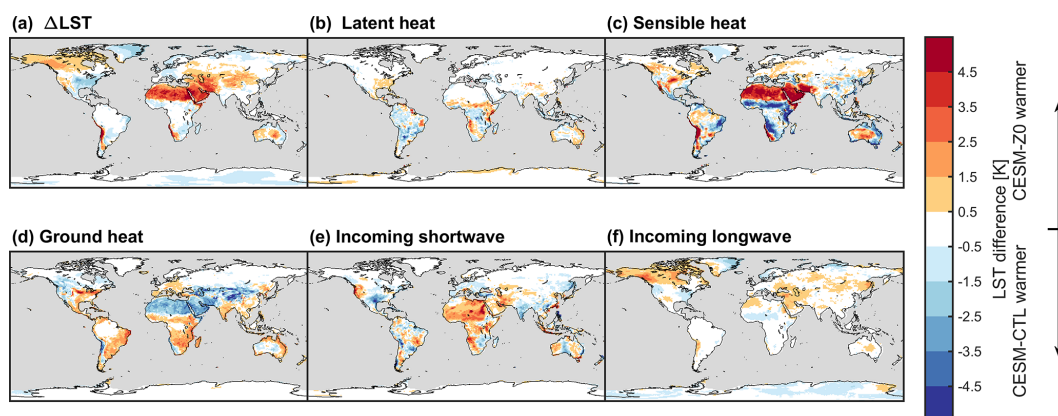 (a) ΔLST
(b) Latent heat
(c) Sensible heat
(d) Ground heat
(e) Incoming shortwave
(f) Incoming longwave
4.5
3.5
2.5
1.5
0.5
-0.5
-1.5
-2.5
-3.5
-4.5
LST difference [K]
CESM-CTL warmer
CESM-Z0 warmer